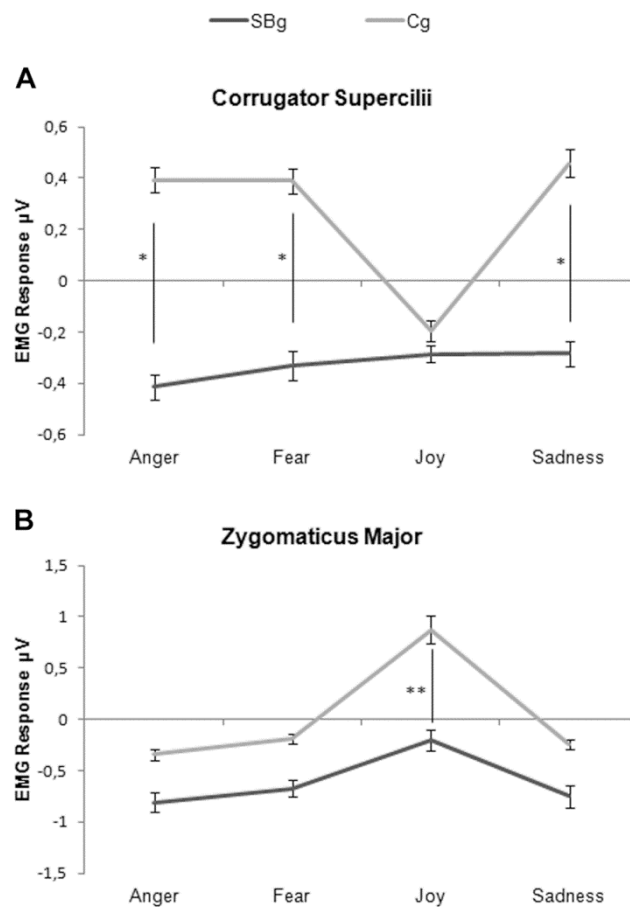 SBg Cg
A
Corrugator Supercilii
EMG Response µV
0,6
0,4
0,2
0
-0,2
-0,4
-0,6
* * *
Anger Fear Joy Sadness
B
Zygomaticus Major
EMG Response µV
1,5
1
0,5
0
-0,5
-1
-1,5
**
Anger Fear Joy Sadness